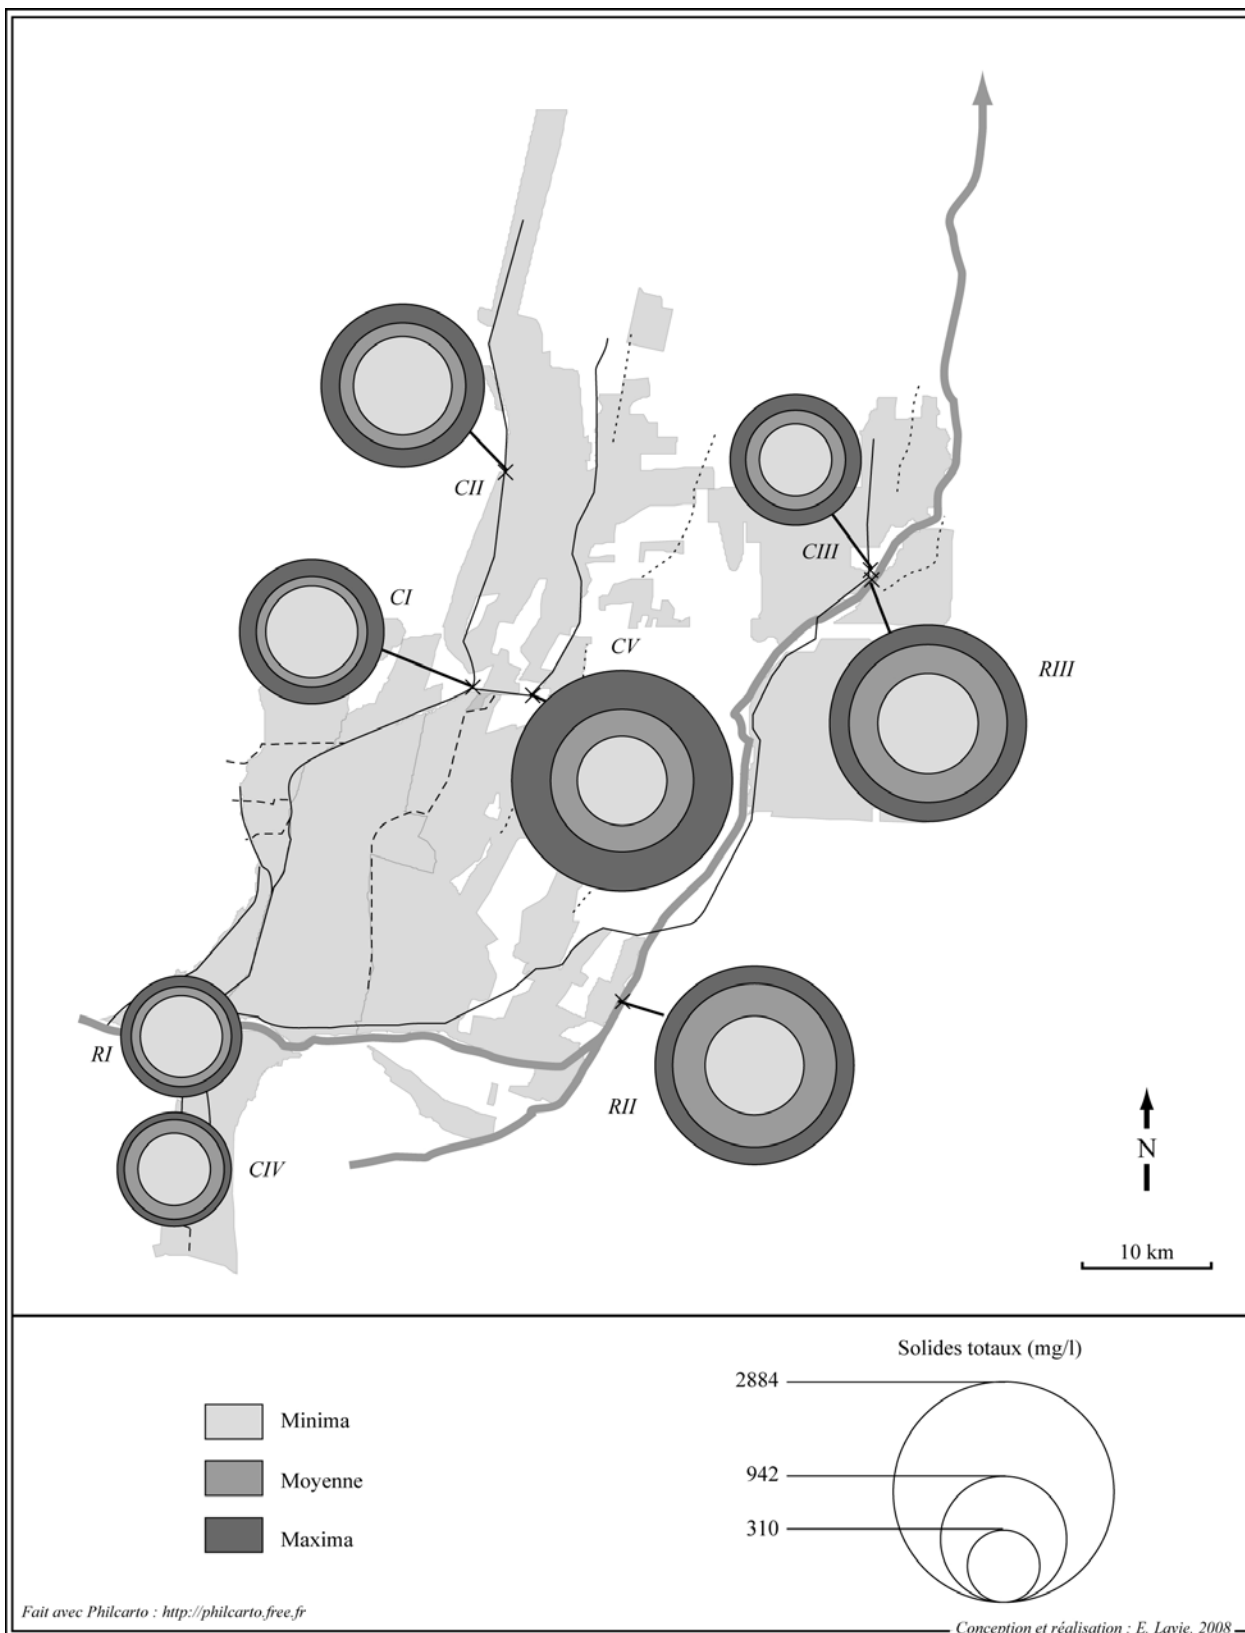 CII
CIII
CI
CV
RIII
RI
RII
CIV
N
10 km
Solides totaux (mg/l)
2884
942
310
Minima
Moyenne
Maxima
Fait avec Philcarto : http://philcarto.free.fr
Conception et réalisation : E. Lavie, 2008